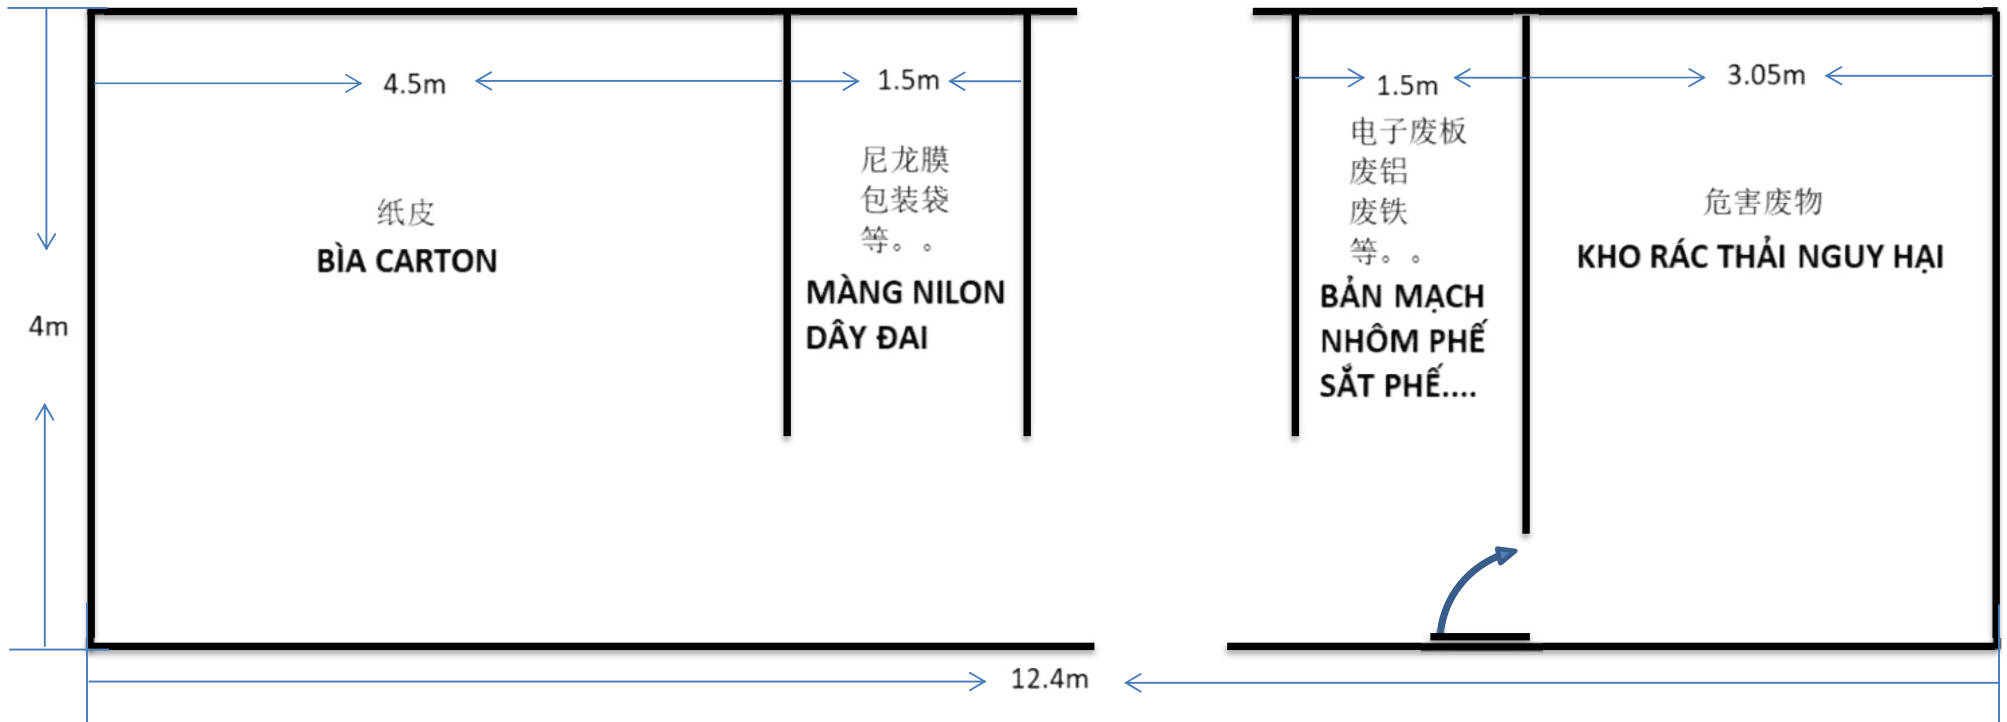 4.5m
1.5m
1.5m
3.05m
纸皮
BÌA CARTON
尼龙膜
包装袋
等。。
MÀNG NILON
DÂY ĐAI
电子废板
废铝
废铁
等。。
BẢN MẠCH
NHÔM PHẾ
SẮT PHẾ....
危害废物
KHO RÁC THẢI NGUY HẠI
4m
12.4m